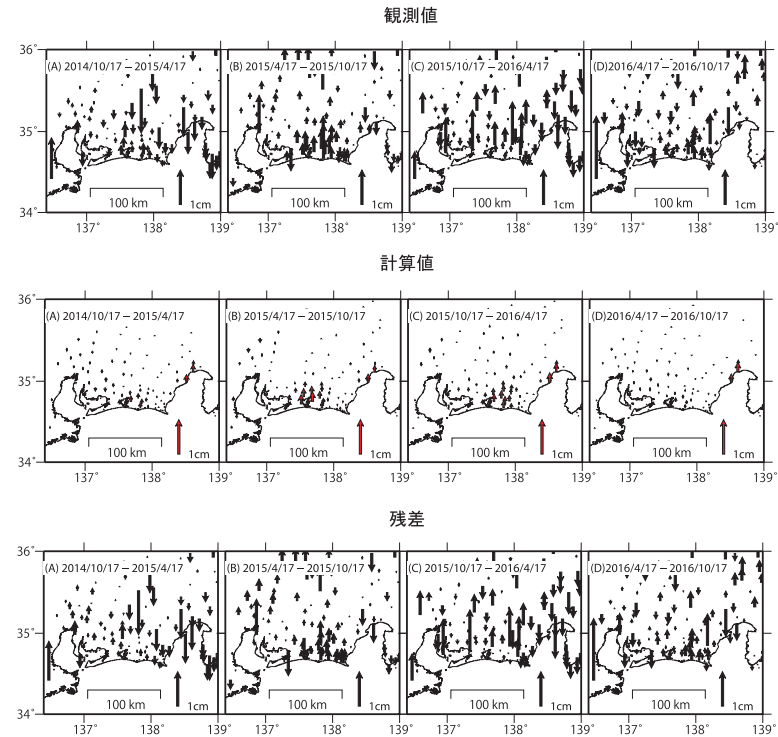 観測値
36°
(A) 2014/10/17－2015/4/17
(B) 2015/4/17－2015/10/17
(C) 2015/10/17－2016/4/17
(D)2016/4/17－2016/10/17
35°
34°
100 km
1cm
100 km
1cm
100 km
1cm
100 km
1cm
137°
138°
139°
137°
138°
139°
137°
138°
139°
137°
138°
139°
計算値
36°
(A) 2014/10/17－2015/4/17
(B) 2015/4/17－2015/10/17
(C) 2015/10/17－2016/4/17
(D)2016/4/17－2016/10/17
35°
34°
100 km
1cm
100 km
1cm
100 km
1cm
100 km
1cm
137°
138°
139°
137°
138°
139°
137°
138°
139°
137°
138°
139°
残差
36°
(A) 2014/10/17－2015/4/17
(B) 2015/4/17－2015/10/17
(C) 2015/10/17－2016/4/17
(D)2016/4/17－2016/10/17
35°
34°
100 km
1cm
100 km
1cm
100 km
1cm
100 km
1cm
137°
138°
139°
137°
138°
139°
137°
138°
139°
137°
138°
139°